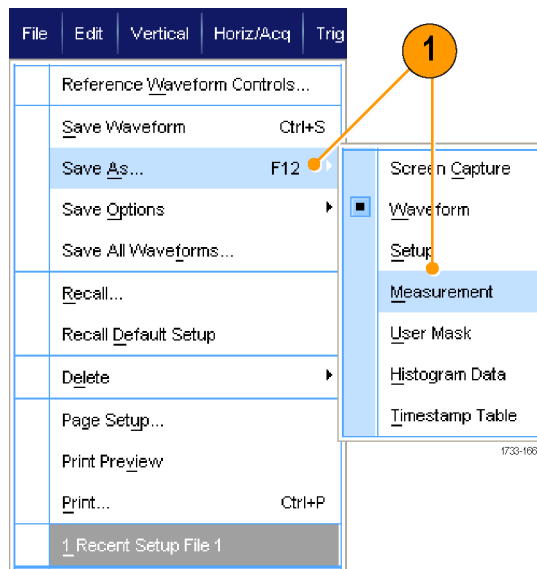 File Edit Vertical Horiz/Acq Trig
1
Reference Waveform Controls...
Save Waveform Ctrl+S
Save As... F12
Save Options
Save All Waveforms...
Recall...
Recall Default Setup
Delete
Page Setup...
Print Preview
Print... Ctrl+P
1 Recent Setup File 1
Screen Capture
Waveform
Setup
Measurement
User Mask
Histogram Data
Timestamp Table
1733-166